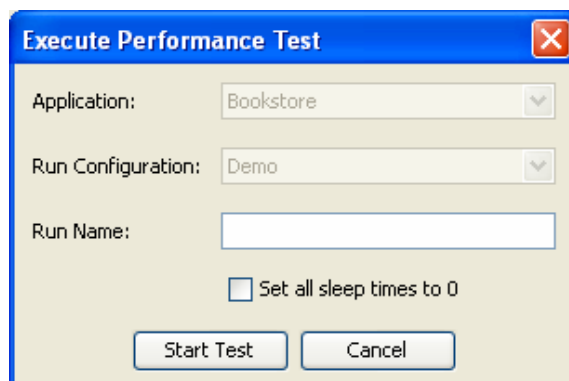 Execute Performance Test
Application: Bookstore
Run Configuration: Demo
Run Name:
Set all sleep times to 0
Start Test Cancel